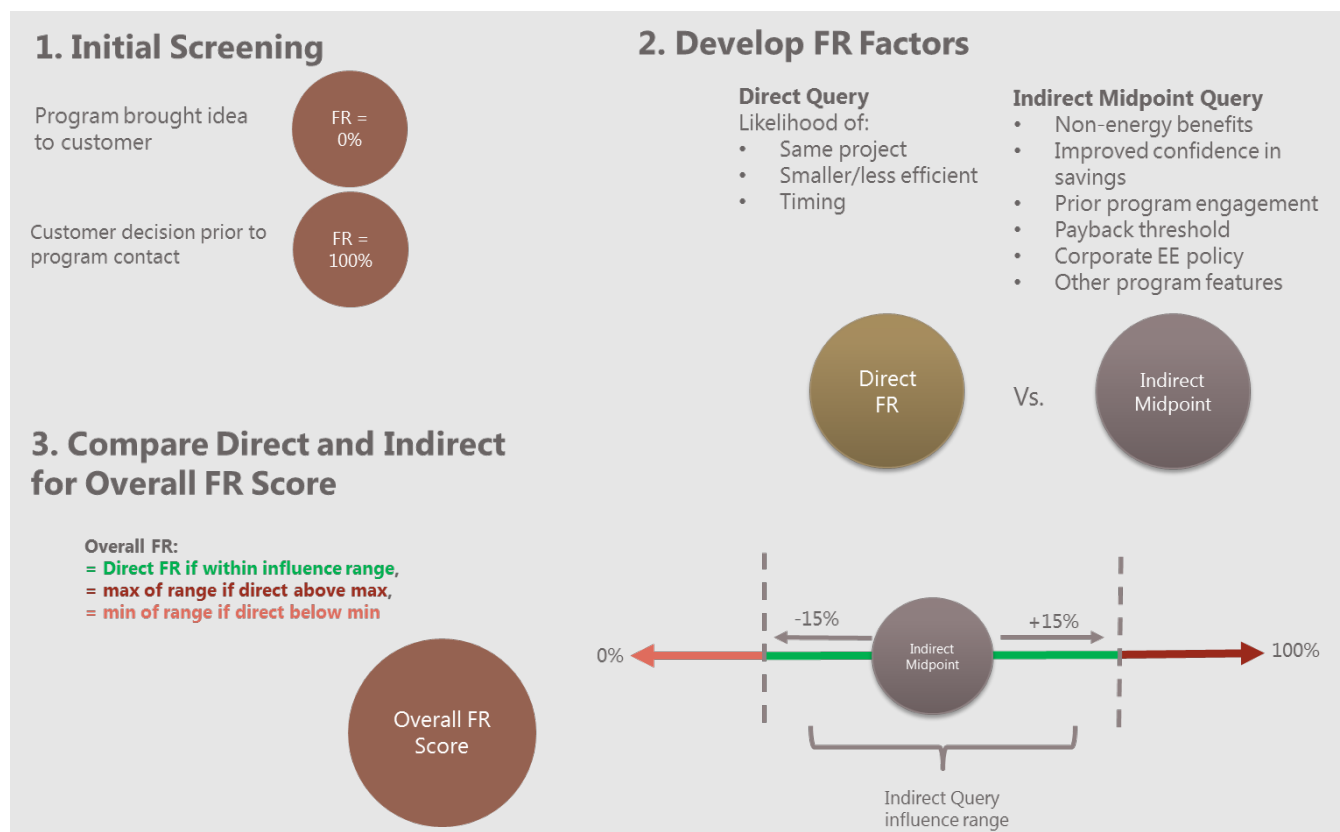 1. Initial Screening
Program brought idea
to customer
FR =
0%
Customer decision prior to
program contact
FR =
100%
2. Develop FR Factors
Direct Query
Likelihood of:
• Same project
• Smaller/less efficient
• Timing
Indirect Midpoint Query
• Non-energy benefits
• Improved confidence in
savings
• Prior program engagement
• Payback threshold
• Corporate EE policy
• Other program features
Direct
FR
Vs.
Indirect
Midpoint
3. Compare Direct and Indirect
for Overall FR Score
Overall FR:
= Direct FR if within influence range,
= max of range if direct above max,
= min of range if direct below min
Overall FR
Score
0%
-15%
Indirect
Midpoint
+15%
100%
Indirect Query
influence range